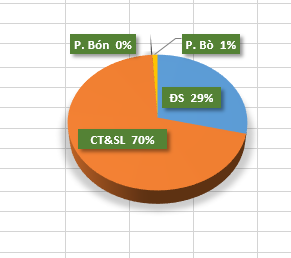 P. Bón 0%
P. Bò 1%
ĐS 29%
CT&SL 70%